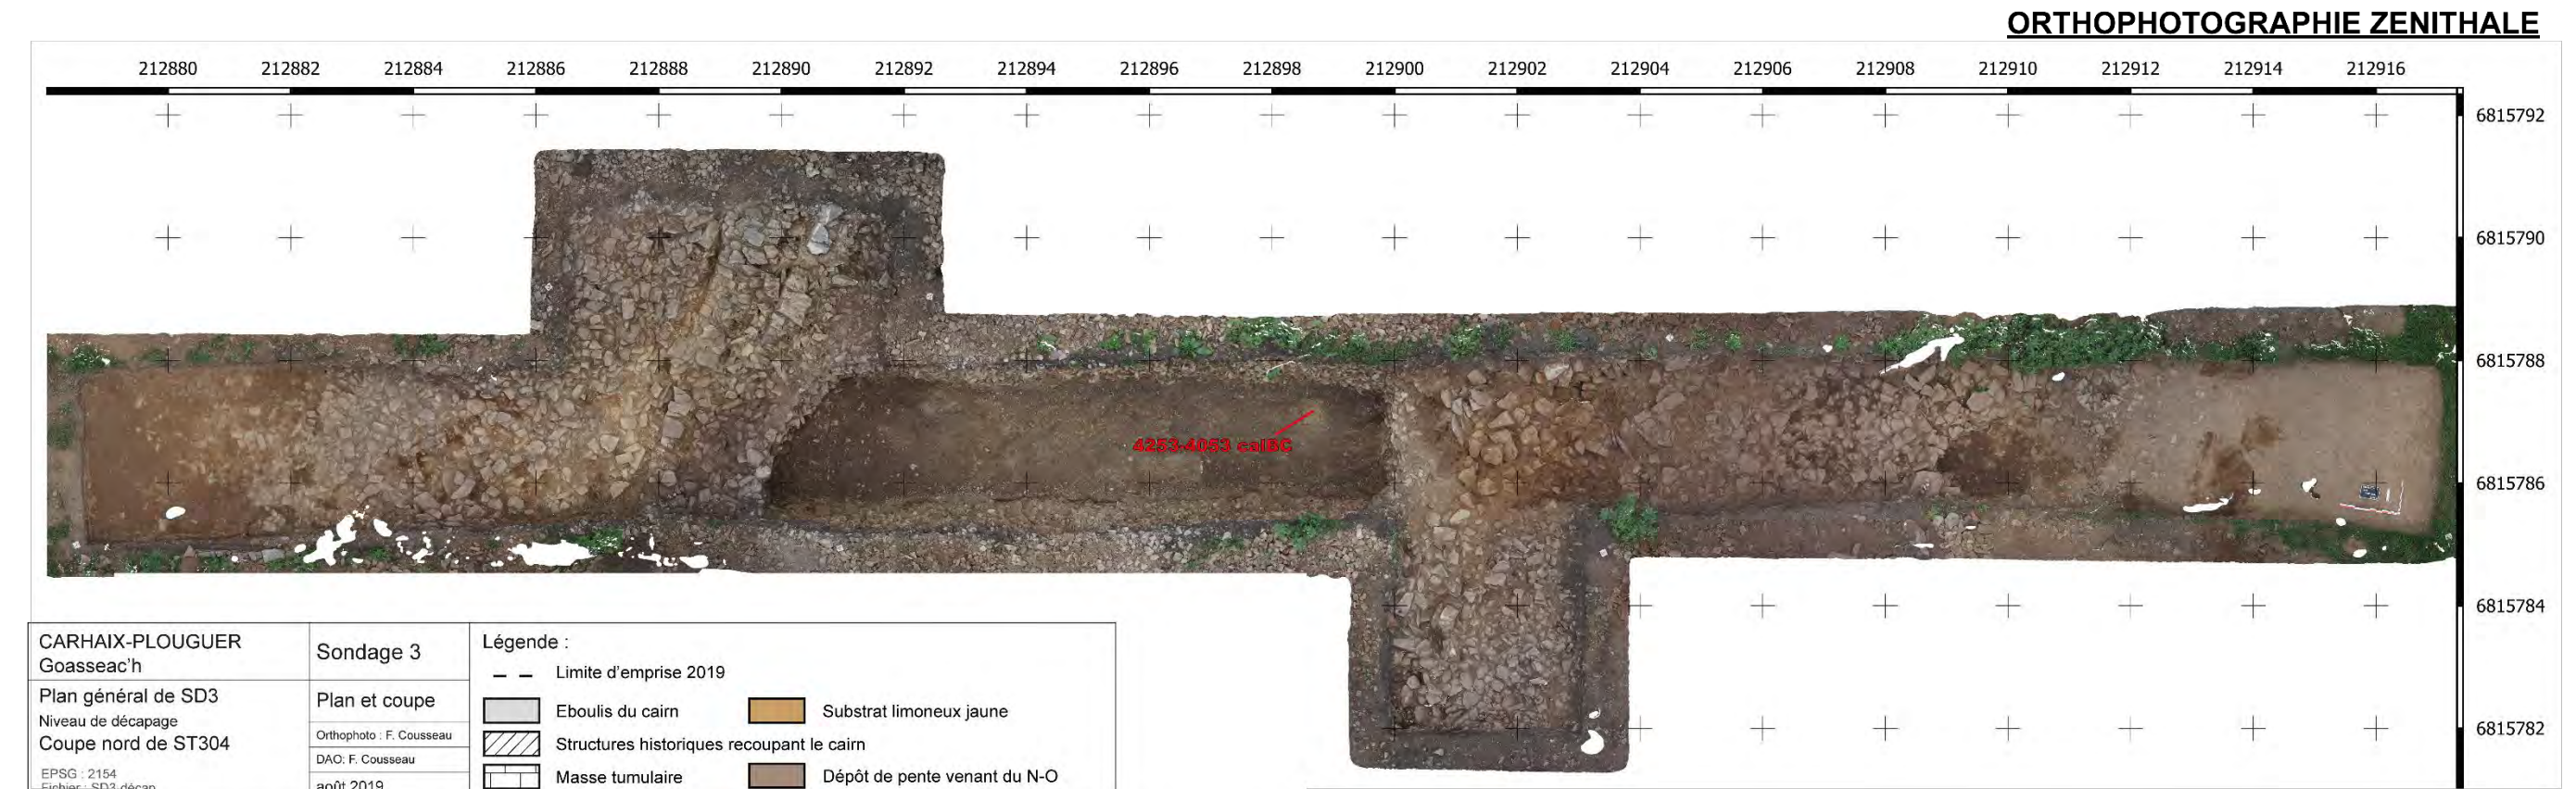 ORTHOPHOTOGRAPHIE ZENITHALE
212880 212882 212884 212886 212888 212890 212892 212894 212896 212898 212900 212902 212904 212906 212908 212910 212912 212914 212916
6815792
6815790
6815788
4253-4053 calBC
6815786
6815784
6815782
CARHAIX-PLOUGUER
Goasseac'h
Plan général de SD3
Niveau de décapage
Coupe nord de ST304
EPSG : 2154
Fichier : SD3-décap
Sondage 3
Plan et coupe
Orthophoto : F. Cousseau
DAO: F. Cousseau
août 2019
Légende :
Limite d'emprise 2019
Eboulis du cairn
Substrat limoneux jaune
Structures historiques recoupant le cairn
Masse tumulaire
Dépôt de pente venant du N-O